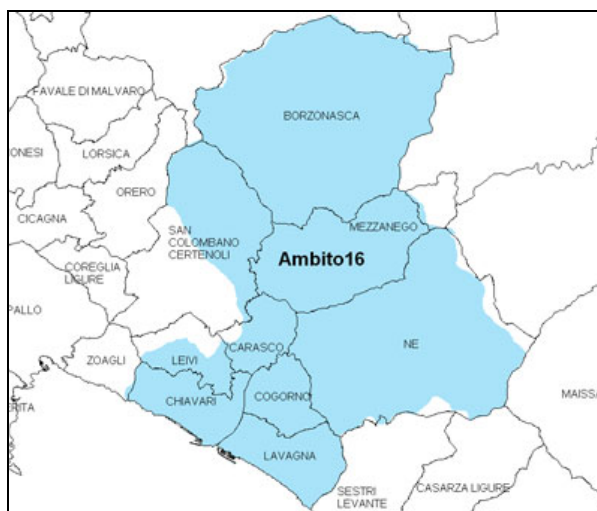 FAVALE DI MALVARO
BORZONASCA
ONESI
LORSICA
ORERO
CICAGNA
MEZZANEGO
SAN
COLOMBANO
CERTENOLI
Ambito16
COREGLIA
LIGURE
PALLO
ZOAGLI
LEIVI
CARASCO
NE
MAISSA
ERITA
CHIAVARI
COGORNO
LAVAGNA
SESTRI
LEVANTE
CASARZA LIGURE